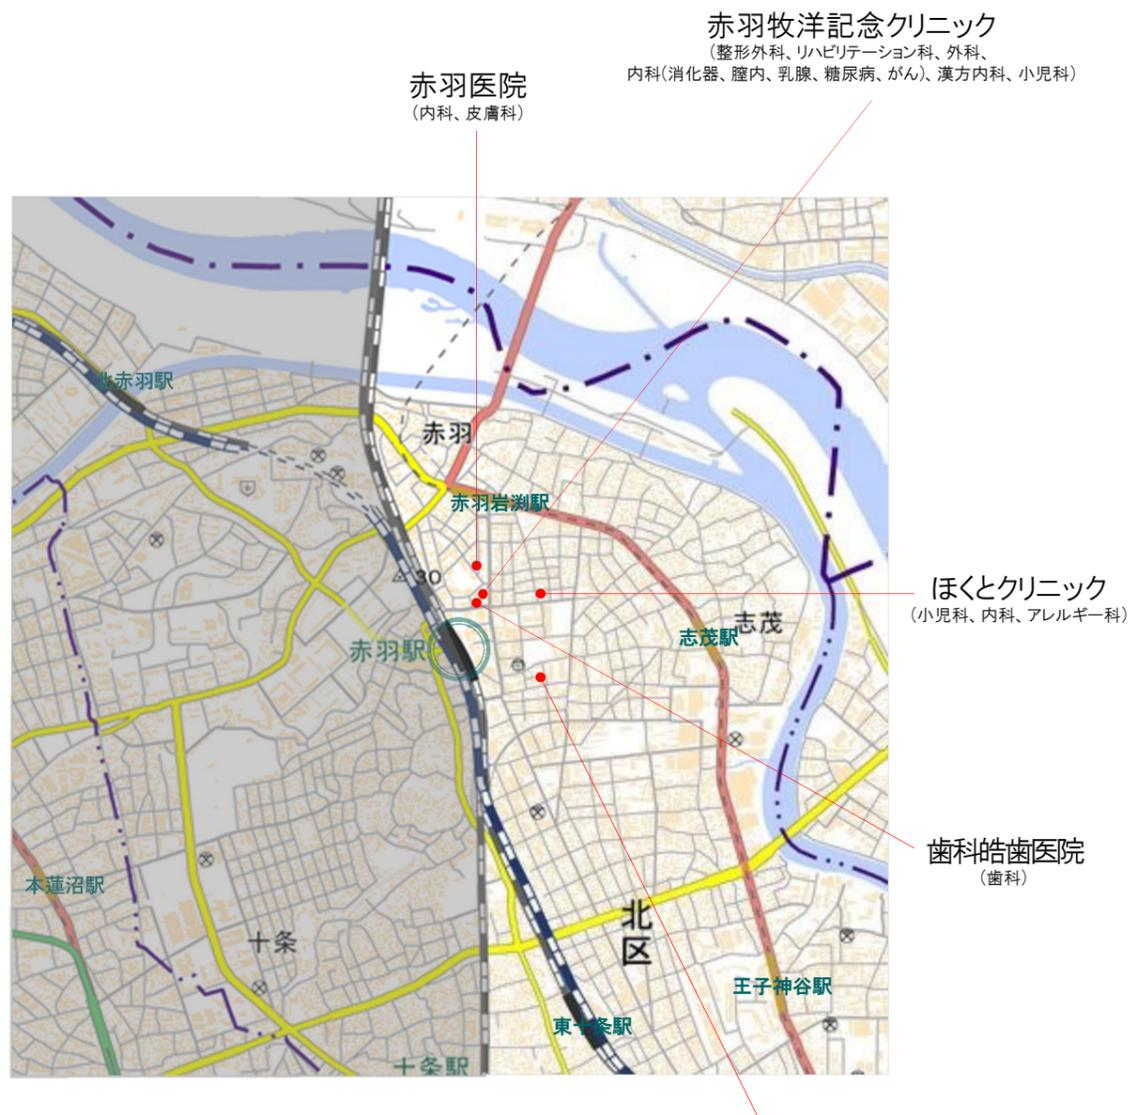 赤羽牧洋記念クリニック
（整形外科、リハビリテーション科、外科、
内科（消化器、膣内、乳腺、糖尿病、がん）、漢方内科、小児科）
赤羽医院
（内科、皮膚科）
北赤羽駅
赤羽
赤羽岩渕駅
30
ほくとクリニック
（小児科、内科、アレルギー科）
志茂
志茂駅
赤羽駅
歯科皓歯医院
（歯科）
本蓮沼駅
北区
十条
王子神谷駅
東十条駅
十条駅